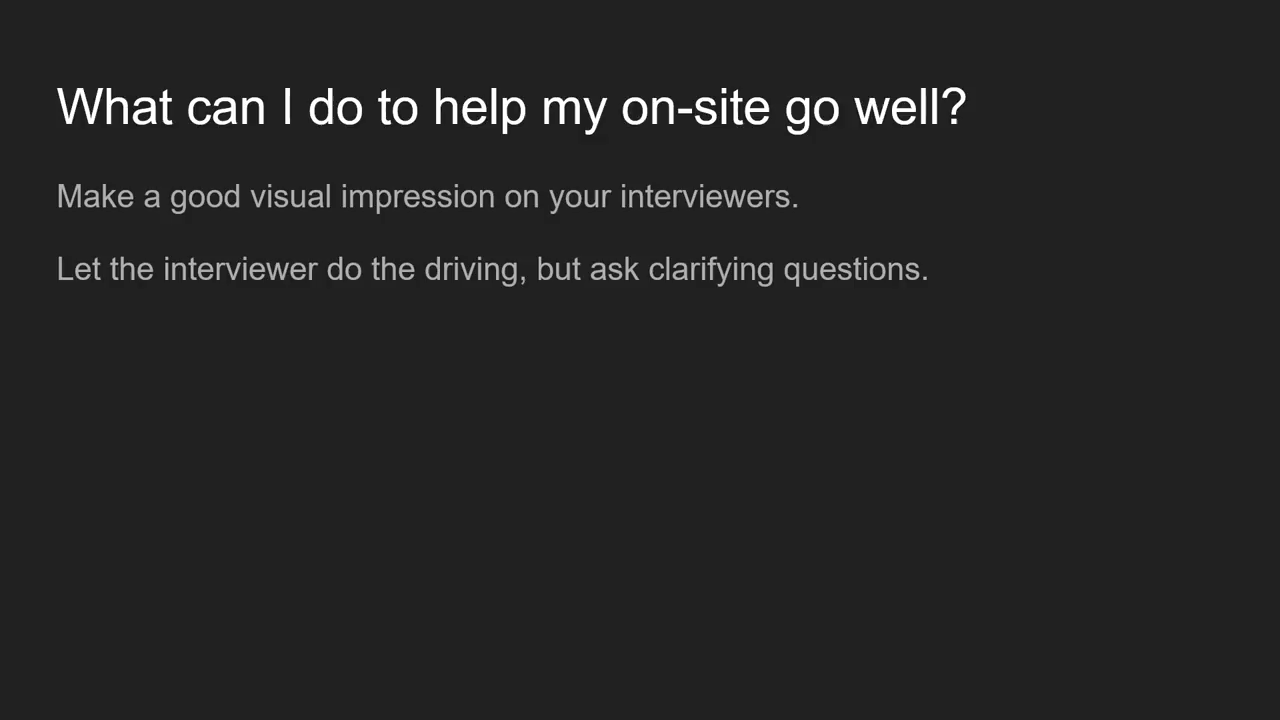 What can I do to help my on-site go well?
Make a good visual impression on your interviewers.
Let the interviewer do the driving, but ask clarifying questions.